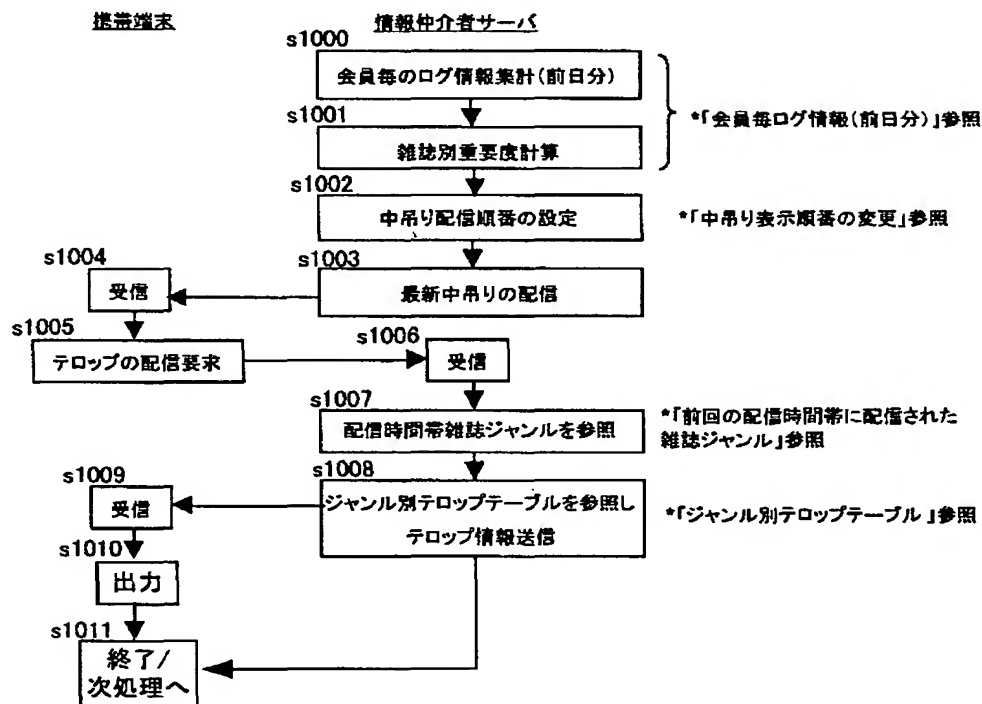 携帯端末
情報仲介者サーバ
s1000
会員毎のログ情報集計(前日分)
s1001
雑誌別重要度計算
*「会員毎ログ情報(前日分)」参照
s1002
中吊り配信順番の設定
*「中吊り表示順番の変更」参照
s1003
最新中吊りの配信
s1004
受信
s1005
テロップの配信要求
s1006
受信
s1007
配信時間帯雑誌ジャンルを参照
*「前回の配信時間帯に配信された
雑誌ジャンル」参照
s1008
ジャンル別テロップテーブルを参照し
テロップ情報送信
*「ジャンル別テロップテーブル」参照
s1009
受信
s1010
出力
s1011
終了/
次処理へ